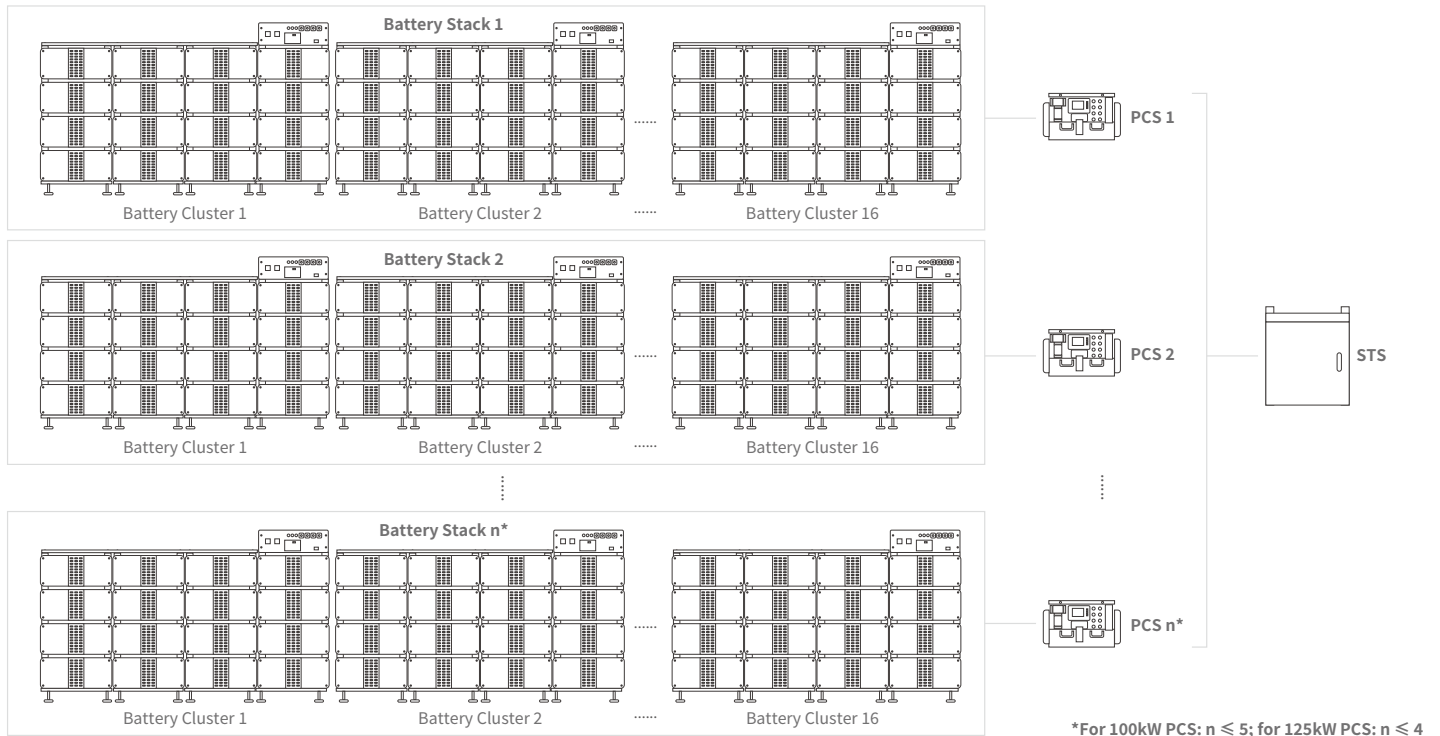 Battery Stack 1
......
PCS 1
Battery Cluster 1
Battery Cluster 2
......
Battery Cluster 16
Battery Stack 2
......
PCS 2
STS
Battery Cluster 1
Battery Cluster 2
......
Battery Cluster 16
Battery Stack n*
......
PCS n*
Battery Cluster 1
Battery Cluster 2
......
Battery Cluster 16
*For 100kW PCS: n ⩽ 5; for 125kW PCS: n ⩽ 4